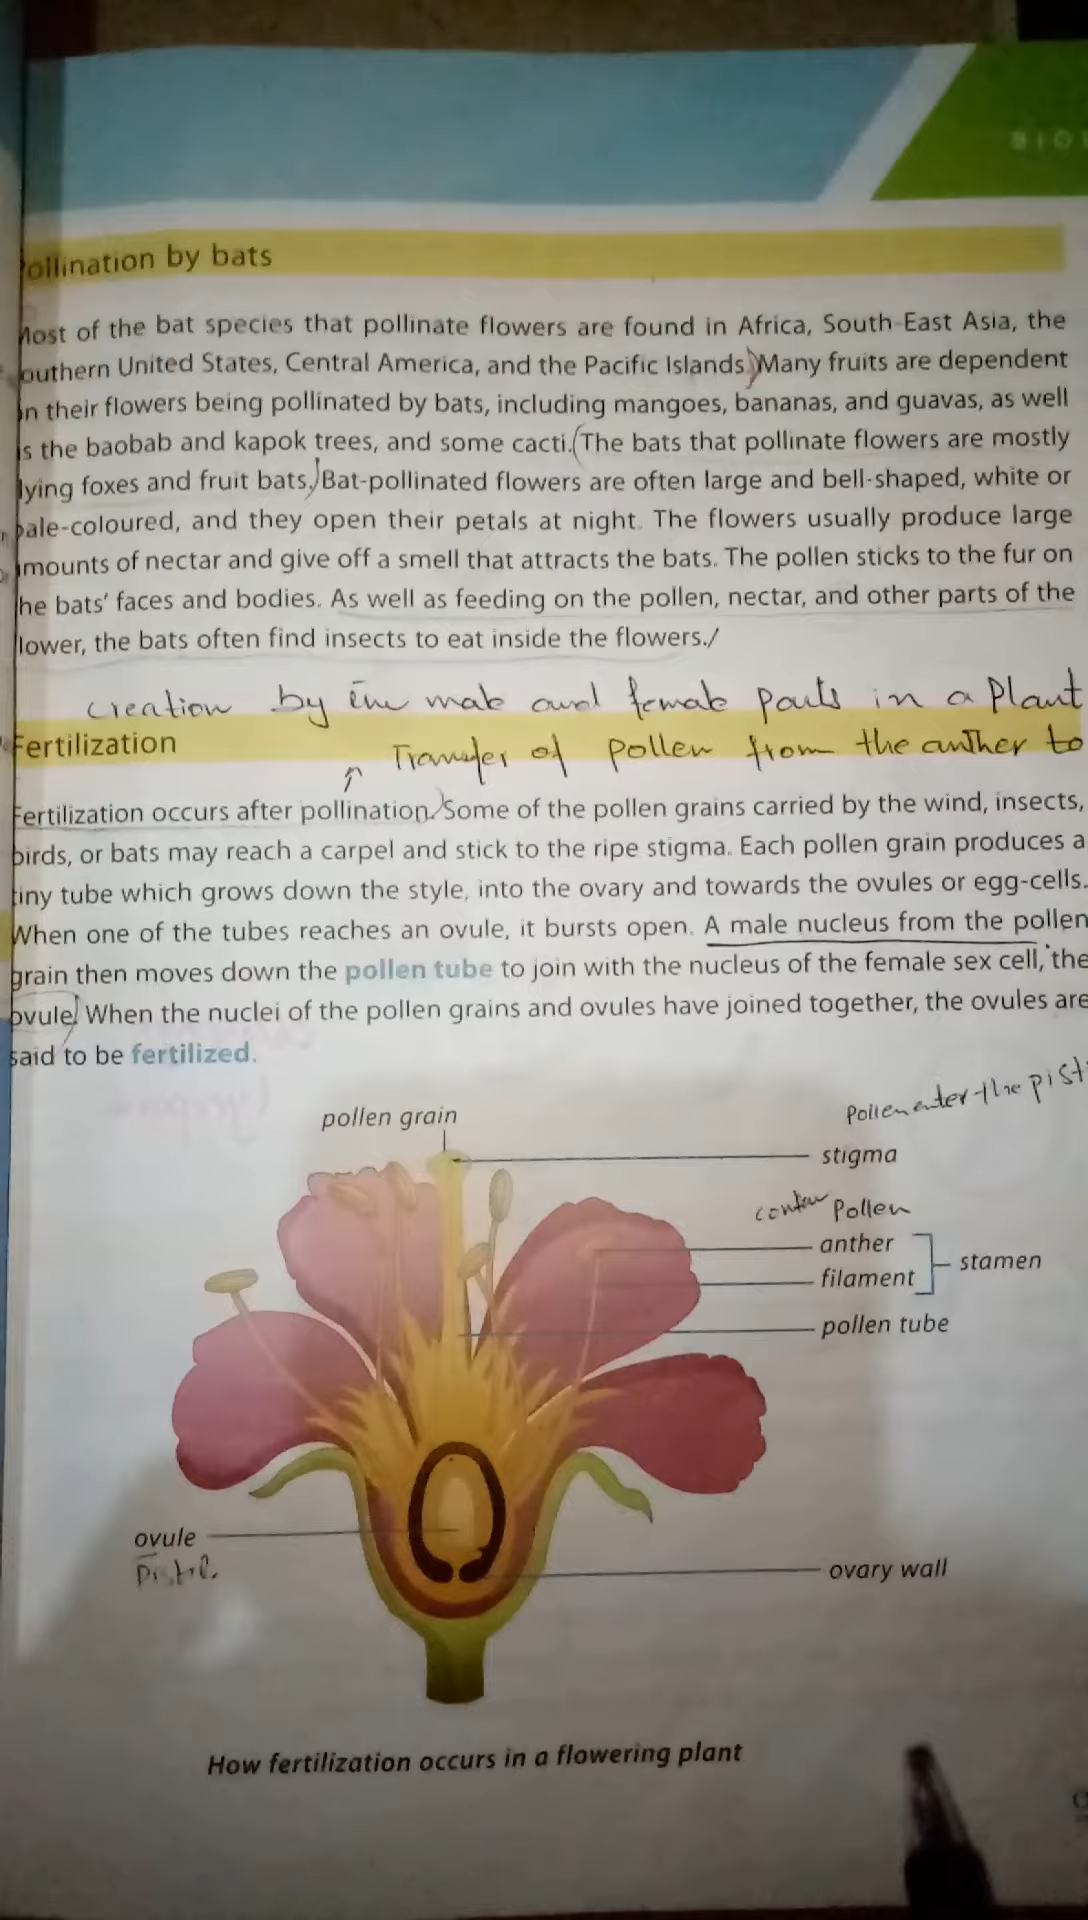 BIO
ollination by bats
Most of the bat species that pollinate flowers are found in Africa, South-East Asia, the
outhern United States, Central America, and the Pacific Islands. Many fruits are dependent
n their flowers being pollinated by bats, including mangoes, bananas, and guavas, as well
s the baobab and kapok trees, and some cacti. The bats that pollinate flowers are mostly
lying foxes and fruit bats. Bat-pollinated flowers are often large and bell-shaped, white or
pale-coloured, and they open their petals at night. The flowers usually produce large
mounts of nectar and give off a smell that attracts the bats. The pollen sticks to the fur on
he bats' faces and bodies. As well as feeding on the pollen, nectar, and other parts of the
lower, the bats often find insects to eat inside the flowers./
creation by male and female parts in a Plant
Fertilization
↑ Transfer of pollen from the anther to
Fertilization occurs after pollination. Some of the pollen grains carried by the wind, insects,
birds, or bats may reach a carpel and stick to the ripe stigma. Each pollen grain produces a
tiny tube which grows down the style, into the ovary and towards the ovules or egg-cells.
When one of the tubes reaches an ovule, it bursts open. A male nucleus from the pollen
grain then moves down the pollen tube to join with the nucleus of the female sex cell, the
ovule. When the nuclei of the pollen grains and ovules have joined together, the ovules are
said to be fertilized.
Pollen enter the pist
pollen grain
stigma
Pollen
anther
stamen
filament
pollen tube
ovule
Pistil
ovary wall
How fertilization occurs in a flowering plant